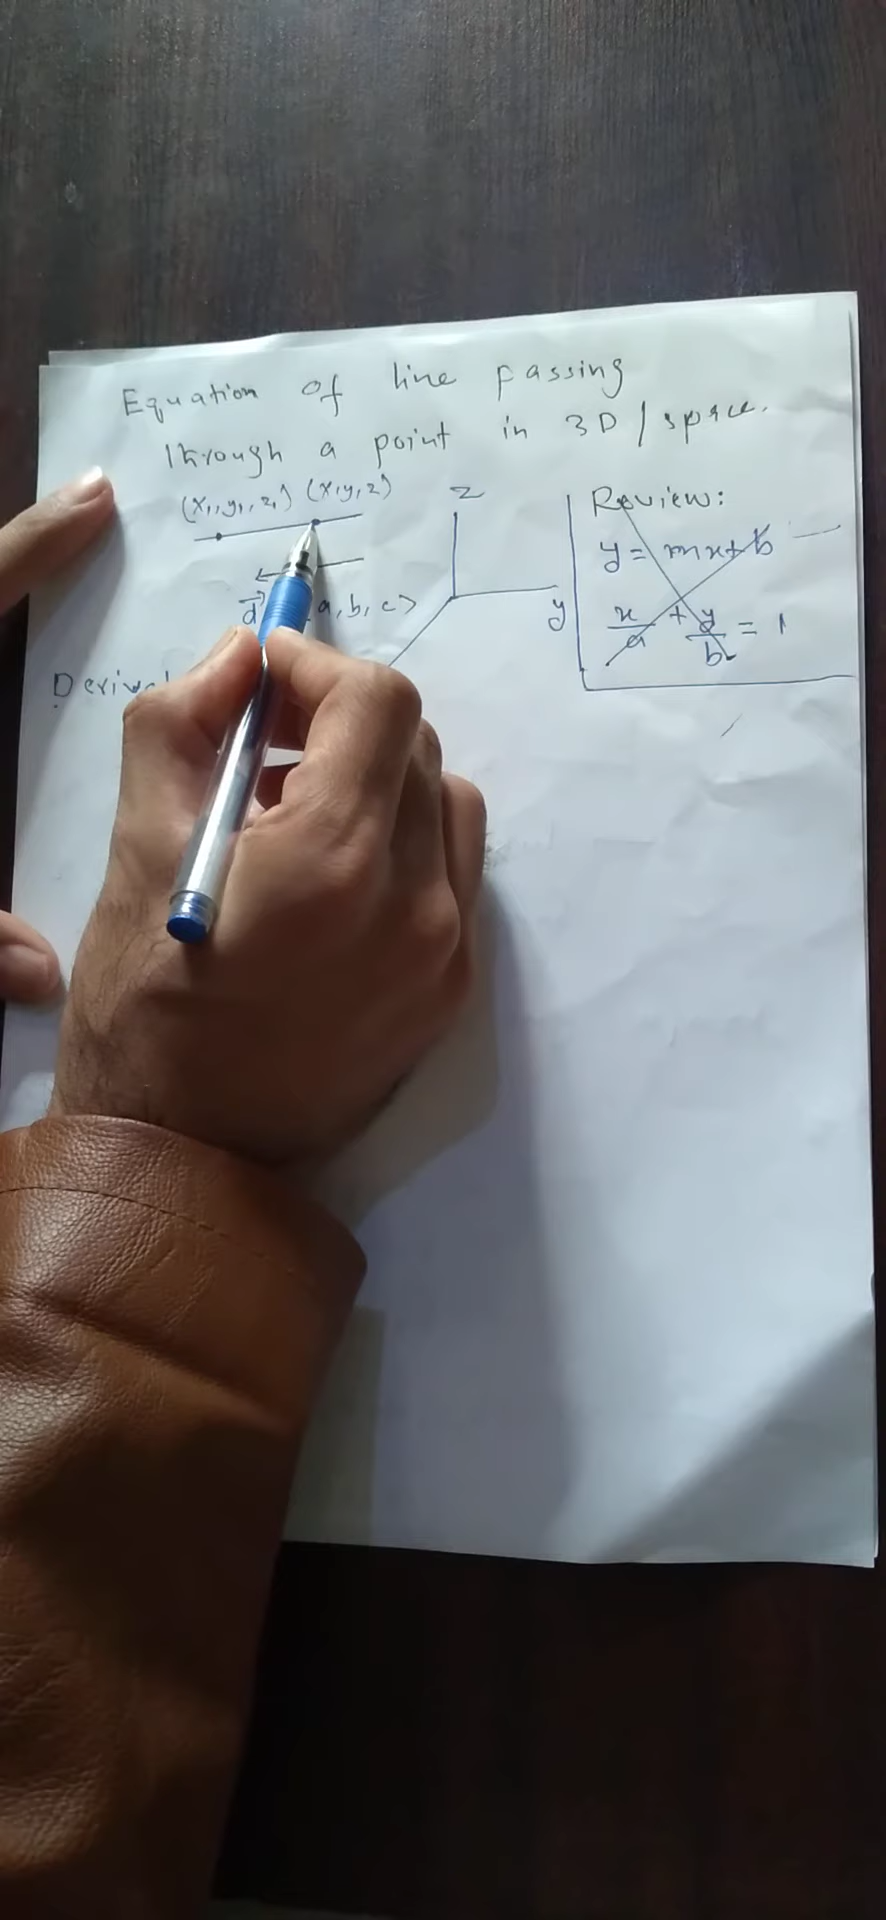 Equation of line passing
through a point in 3D / space.
(x₁, y₁, z₁) (x, y, z)
d⃗ a, b, c>
z
y
Review:
y = mx + b
x/a + y/b = 1